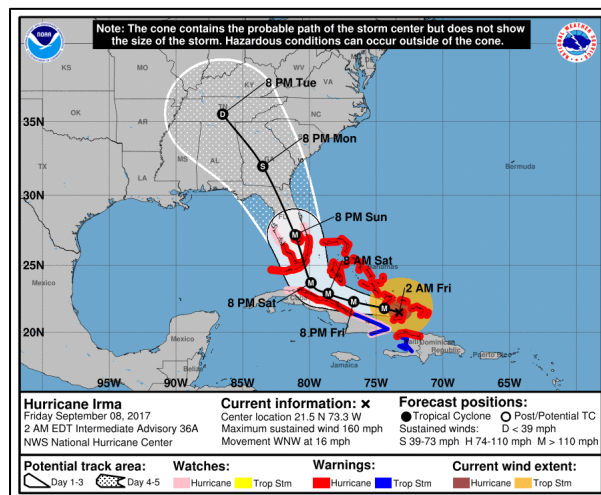 Note: The cone contains the probable path of the storm center but does not show
the size of the storm. Hazardous conditions can occur outside of the cone.
NOAA
KS
MO
KY
WV
VA
8 PM Tue
TN
NC
OK
AR
35N
8 PM Mon
MS
AL
GA
TX
LA
Bermuda
30N
8 PM Sun
8 AM Sat
25N
Mexico
Bahamas
2 AM Fri
8 PM Sat
8 PM Fri
20N
Mexico
Haiti
Dominican
Republic
Puerto Rico
Jamaica
Belize
95W
90W
85W
80W
75W
70W
65W
60W
D
S
M
M
M
M
M
M
Hurricane Irma
Friday September 08, 2017
2 AM EDT Intermediate Advisory 36A
NWS National Hurricane Center
Current information: x
Center location 21.5 N 73.3 W
Maximum sustained wind 160 mph
Movement WNW at 16 mph
Forecast positions:
Tropical Cyclone Post/Potential TC
Sustained winds: D < 39 mph
S 39-73 mph H 74-110 mph M > 110 mph
Potential track area:
Day 1-3 Day 4-5
Watches:
Hurricane Trop Stm
Warnings:
Hurricane Trop Stm
Current wind extent:
Hurricane Trop Stm